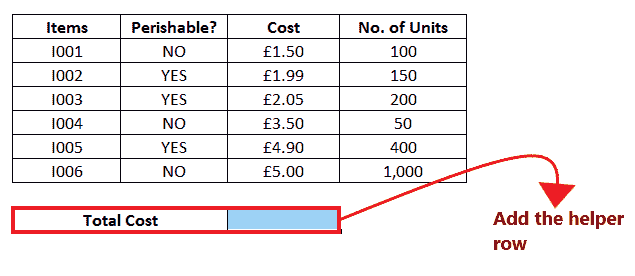 Items Perishable? Cost No. of Units
I001 NO £1.50 100
I002 YES £1.99 150
I003 YES £2.05 200
I004 NO £3.50 50
I005 YES £4.90 400
I006 NO £5.00 1,000
Total Cost
Add the helper
row